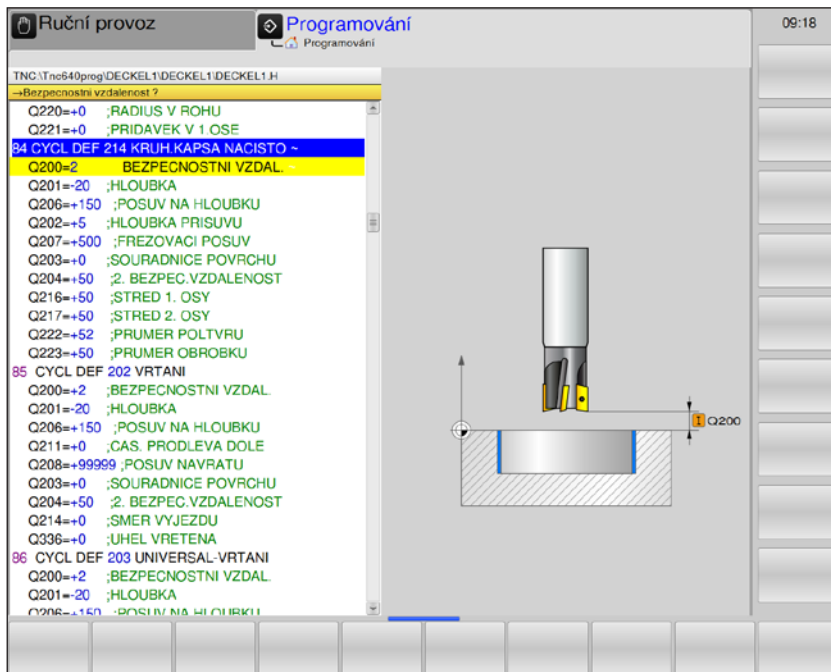 Ruční provoz
Programování
Programování
09:18
TNC:\Tnc640prog\DECKEL1\DECKEL1\DECKEL1.H
→Bezpecnostni vzdalenost ?
Q220=+0 ;RADIUS V ROHU
Q221=+0 ;PRIDAVEK V 1.OSE
84 CYCL DEF 214 KRUH.KAPSA NACISTO ~
Q200=2 BEZPECNOSTNI VZDAL. ~
Q201=-20 ;HLOUBKA
Q206=+150 ;POSUV NA HLOUBKU
Q202=+5 ;HLOUBKA PRISUVU
Q207=+500 ;FREZOVACI POSUV
Q203=+0 ;SOURADNICE POVRCHU
Q204=+50 ;2. BEZPEC.VZDALENOST
Q216=+50 ;STRED 1. OSY
Q217=+50 ;STRED 2. OSY
Q222=+52 ;PRUMER POLTVRU
Q223=+50 ;PRUMER OBROBKU
85 CYCL DEF 202 VRTANI
Q200=+2 ;BEZPECNOSTNI VZDAL.
Q201=-20 ;HLOUBKA
Q206=+150 ;POSUV NA HLOUBKU
Q211=+0 ;CAS. PRODLEVA DOLE
Q208=+99999 ;POSUV NAVRATU
Q203=+0 ;SOURADNICE POVRCHU
Q204=+50 ;2. BEZPEC.VZDALENOST
Q214=+0 ;SMER VYJEZDU
Q336=+0 ;UHEL VRETENA
86 CYCL DEF 203 UNIVERSAL-VRTANI
Q200=+2 ;BEZPECNOSTNI VZDAL.
Q201=-20 ;HLOUBKA
Q206=+150 ;POSUV NA HLOUBKU
Q200